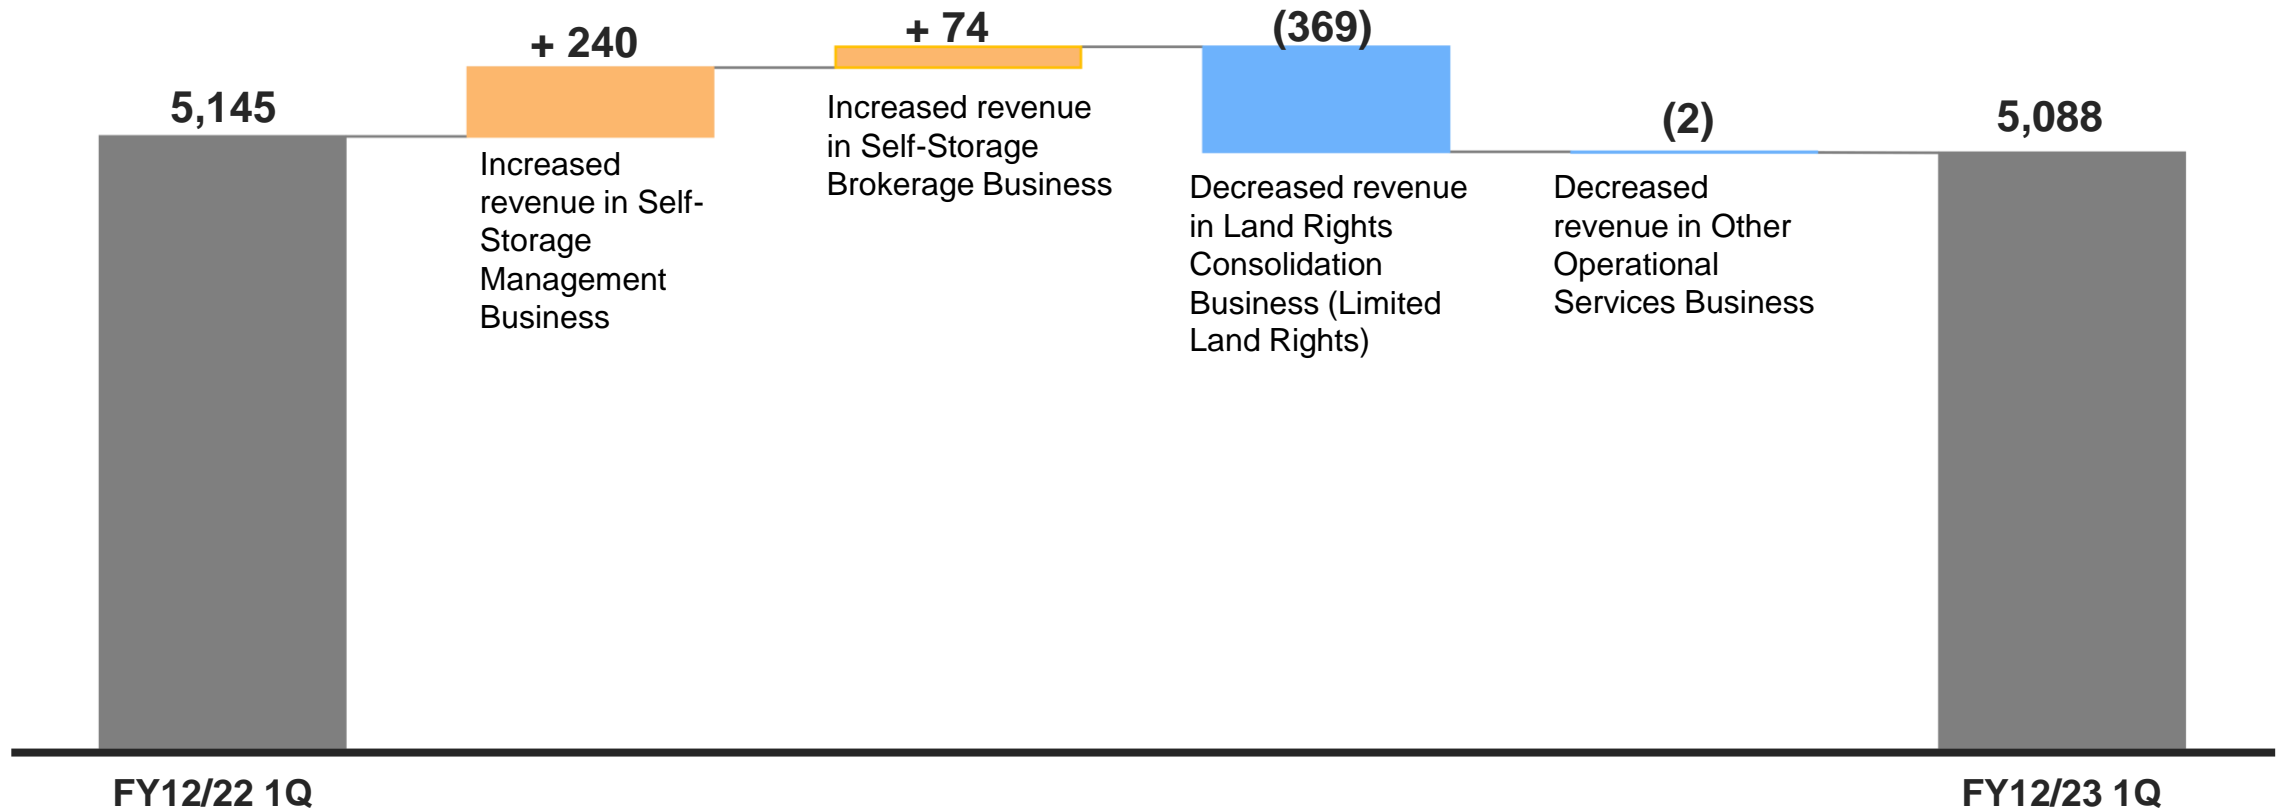 5,145
+ 240
Increased
revenue in Self-
Storage
Management
Business
+ 74
Increased revenue
in Self-Storage
Brokerage Business
(369)
Decreased revenue
in Land Rights
Consolidation
Business (Limited
Land Rights)
(2)
Decreased
revenue in Other
Operational
Services Business
5,088
FY12/22 1Q
FY12/23 1Q